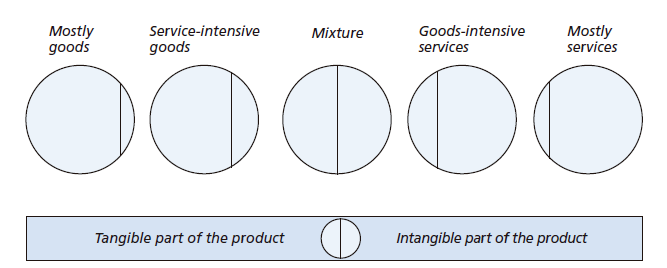 Mostly
goods
Service-intensive
goods
Mixture
Goods-intensive
services
Mostly
services
Tangible part of the product
Intangible part of the product